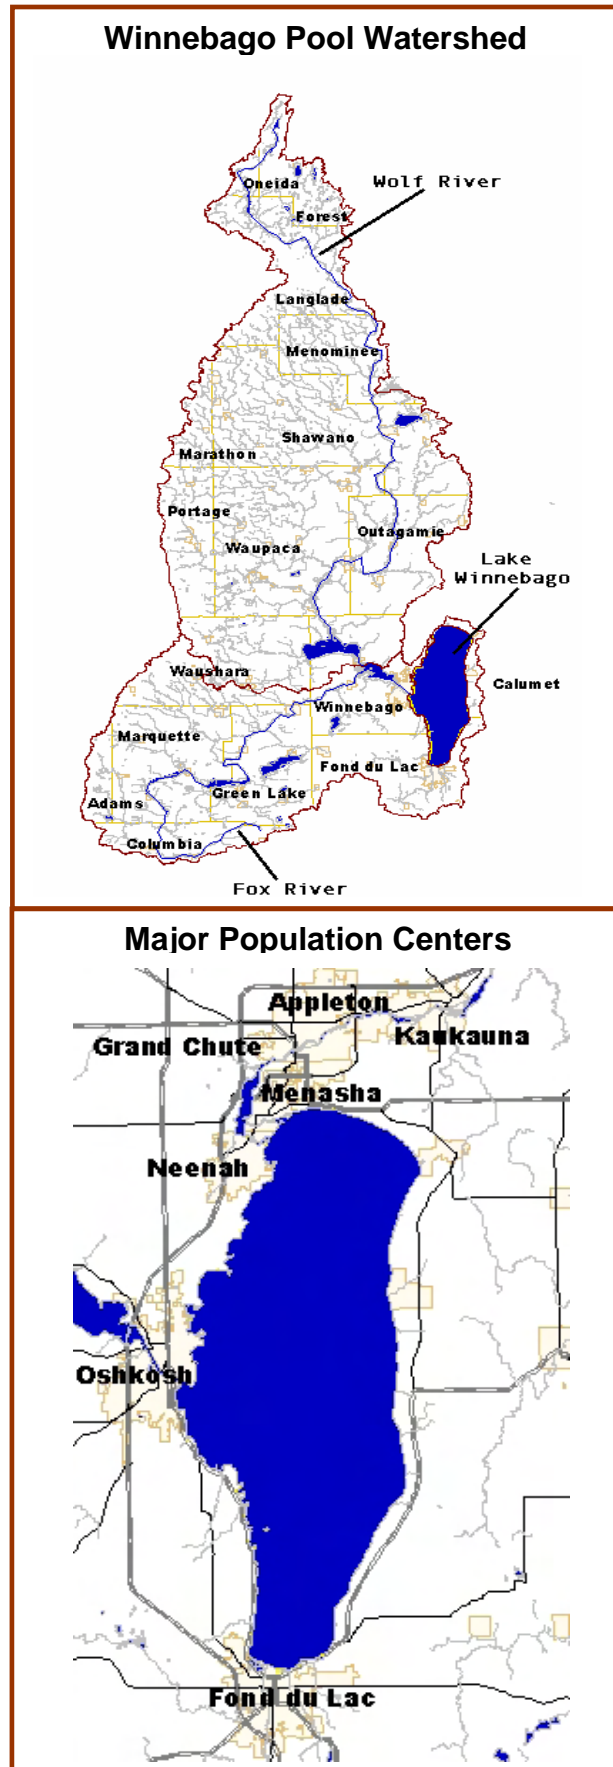 Winnebago Pool Watershed
Oneida
Wolf River
Forest
Langlade
Menominee
Shawano
Marathon
Portage
Outagamie
Waupaca
Lake
Winnebago
Waushara
Calumet
Winnebago
Marquette
Fond du Lac
Green Lake
Adams
Columbia
Fox River
Major Population Centers
Appleton
Kaukauna
Grand Chute
Menasha
Neenah
Oshkosh
Fond du Lac